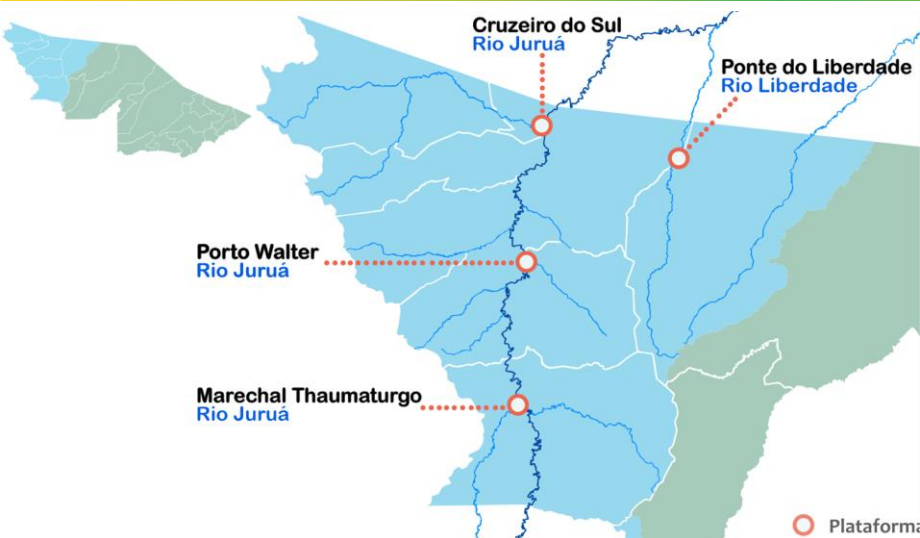 Cruzeiro do Sul
Rio Juruá
Ponte do Liberdade
Rio Liberdade
Porto Walter
Rio Juruá
Marechal Thaumaturgo
Rio Juruá
Plataforma